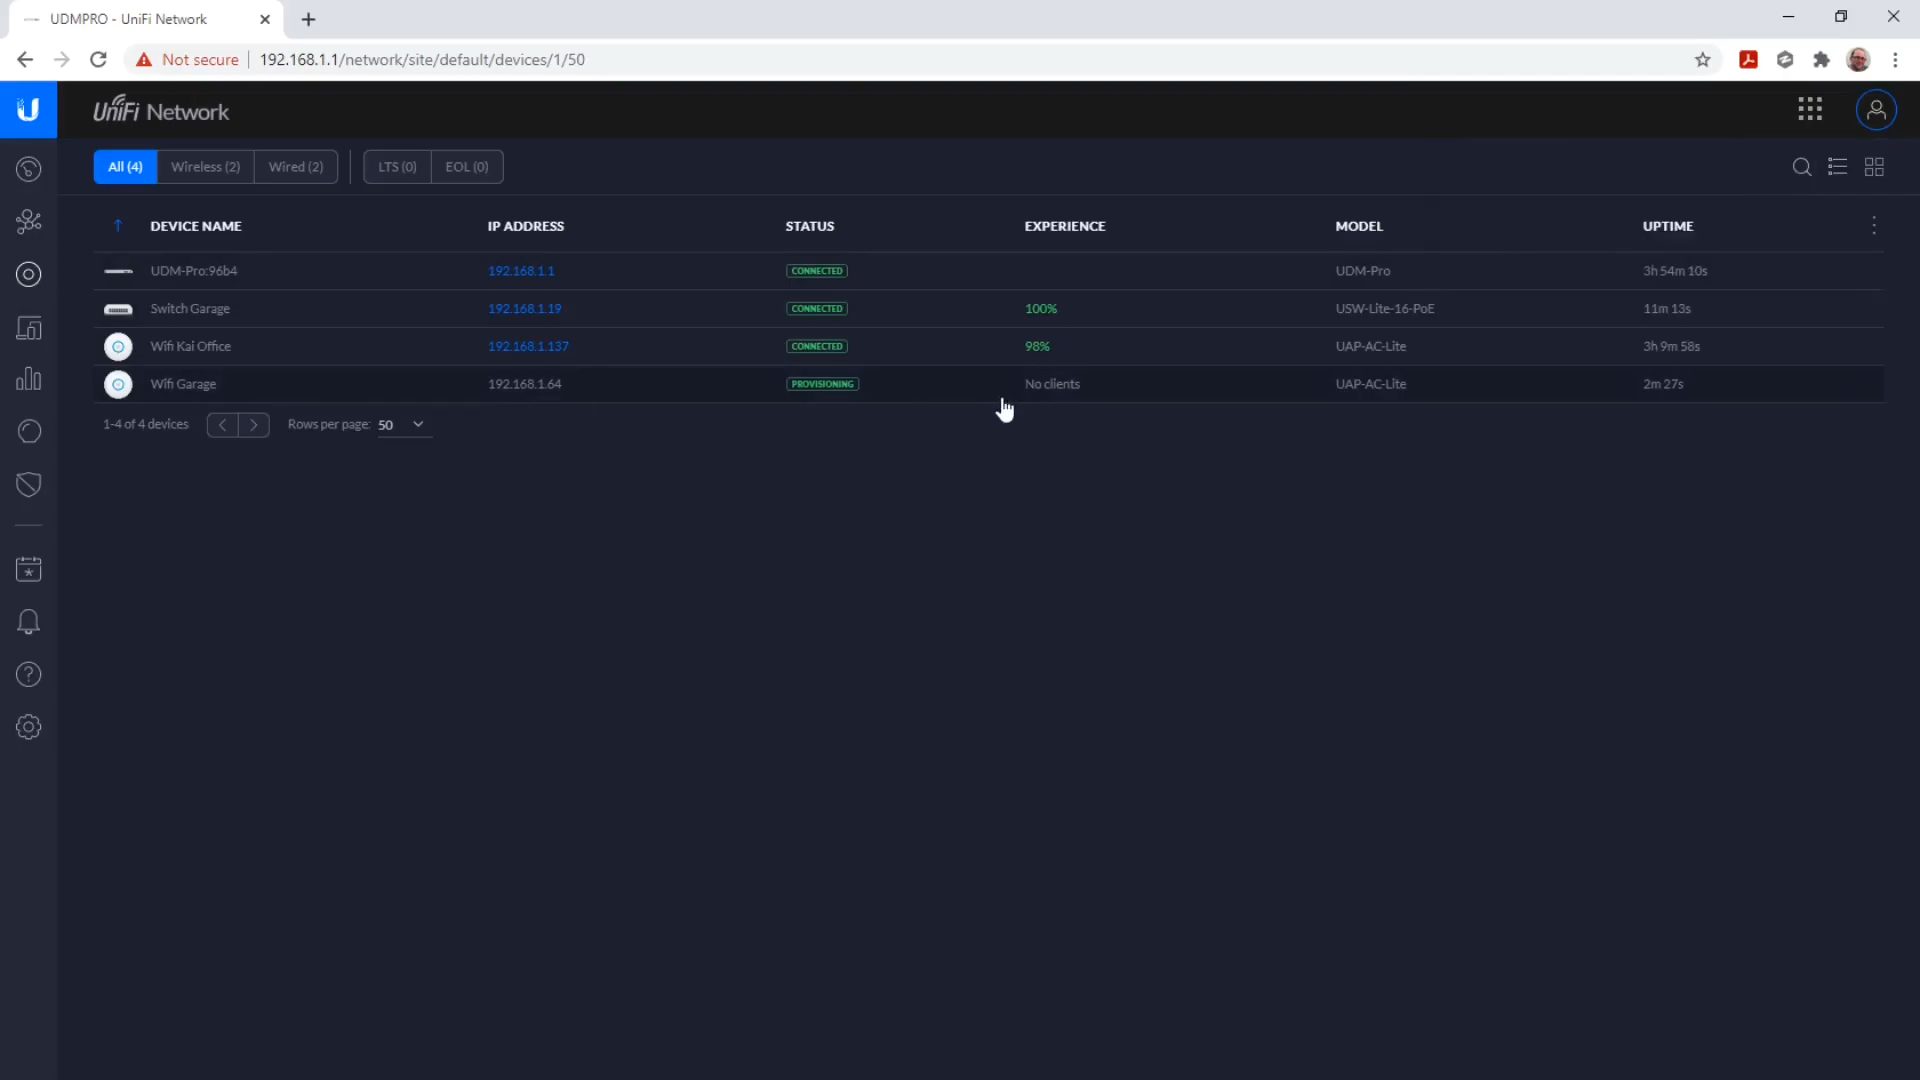 UDMPRO - UniFi Network
Not secure 192.168.1.1/network/site/default/devices/1/50
UniFi Network
All (4) Wireless (2) Wired (2) LTS (0) EOL (0)
DEVICE NAME IP ADDRESS STATUS EXPERIENCE MODEL UPTIME
UDM-Pro:96b4 192.168.1.1 CONNECTED UDM-Pro 3h 54m 10s
Switch Garage 192.168.1.19 CONNECTED 100% USW-Lite-16-PoE 11m 13s
Wifi Kai Office 192.168.1.137 CONNECTED 98% UAP-AC-Lite 3h 9m 58s
Wifi Garage 192.168.1.64 PROVISIONING No clients UAP-AC-Lite 2m 27s
1-4 of 4 devices Rows per page: 50